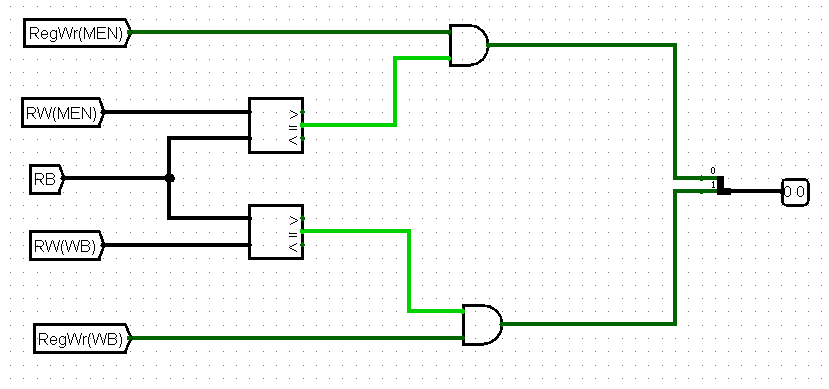 RegWr(MEN)
RW(MEN)
> = <
RB
0
1
0 0
> = <
RW(WB)
RegWr(WB)